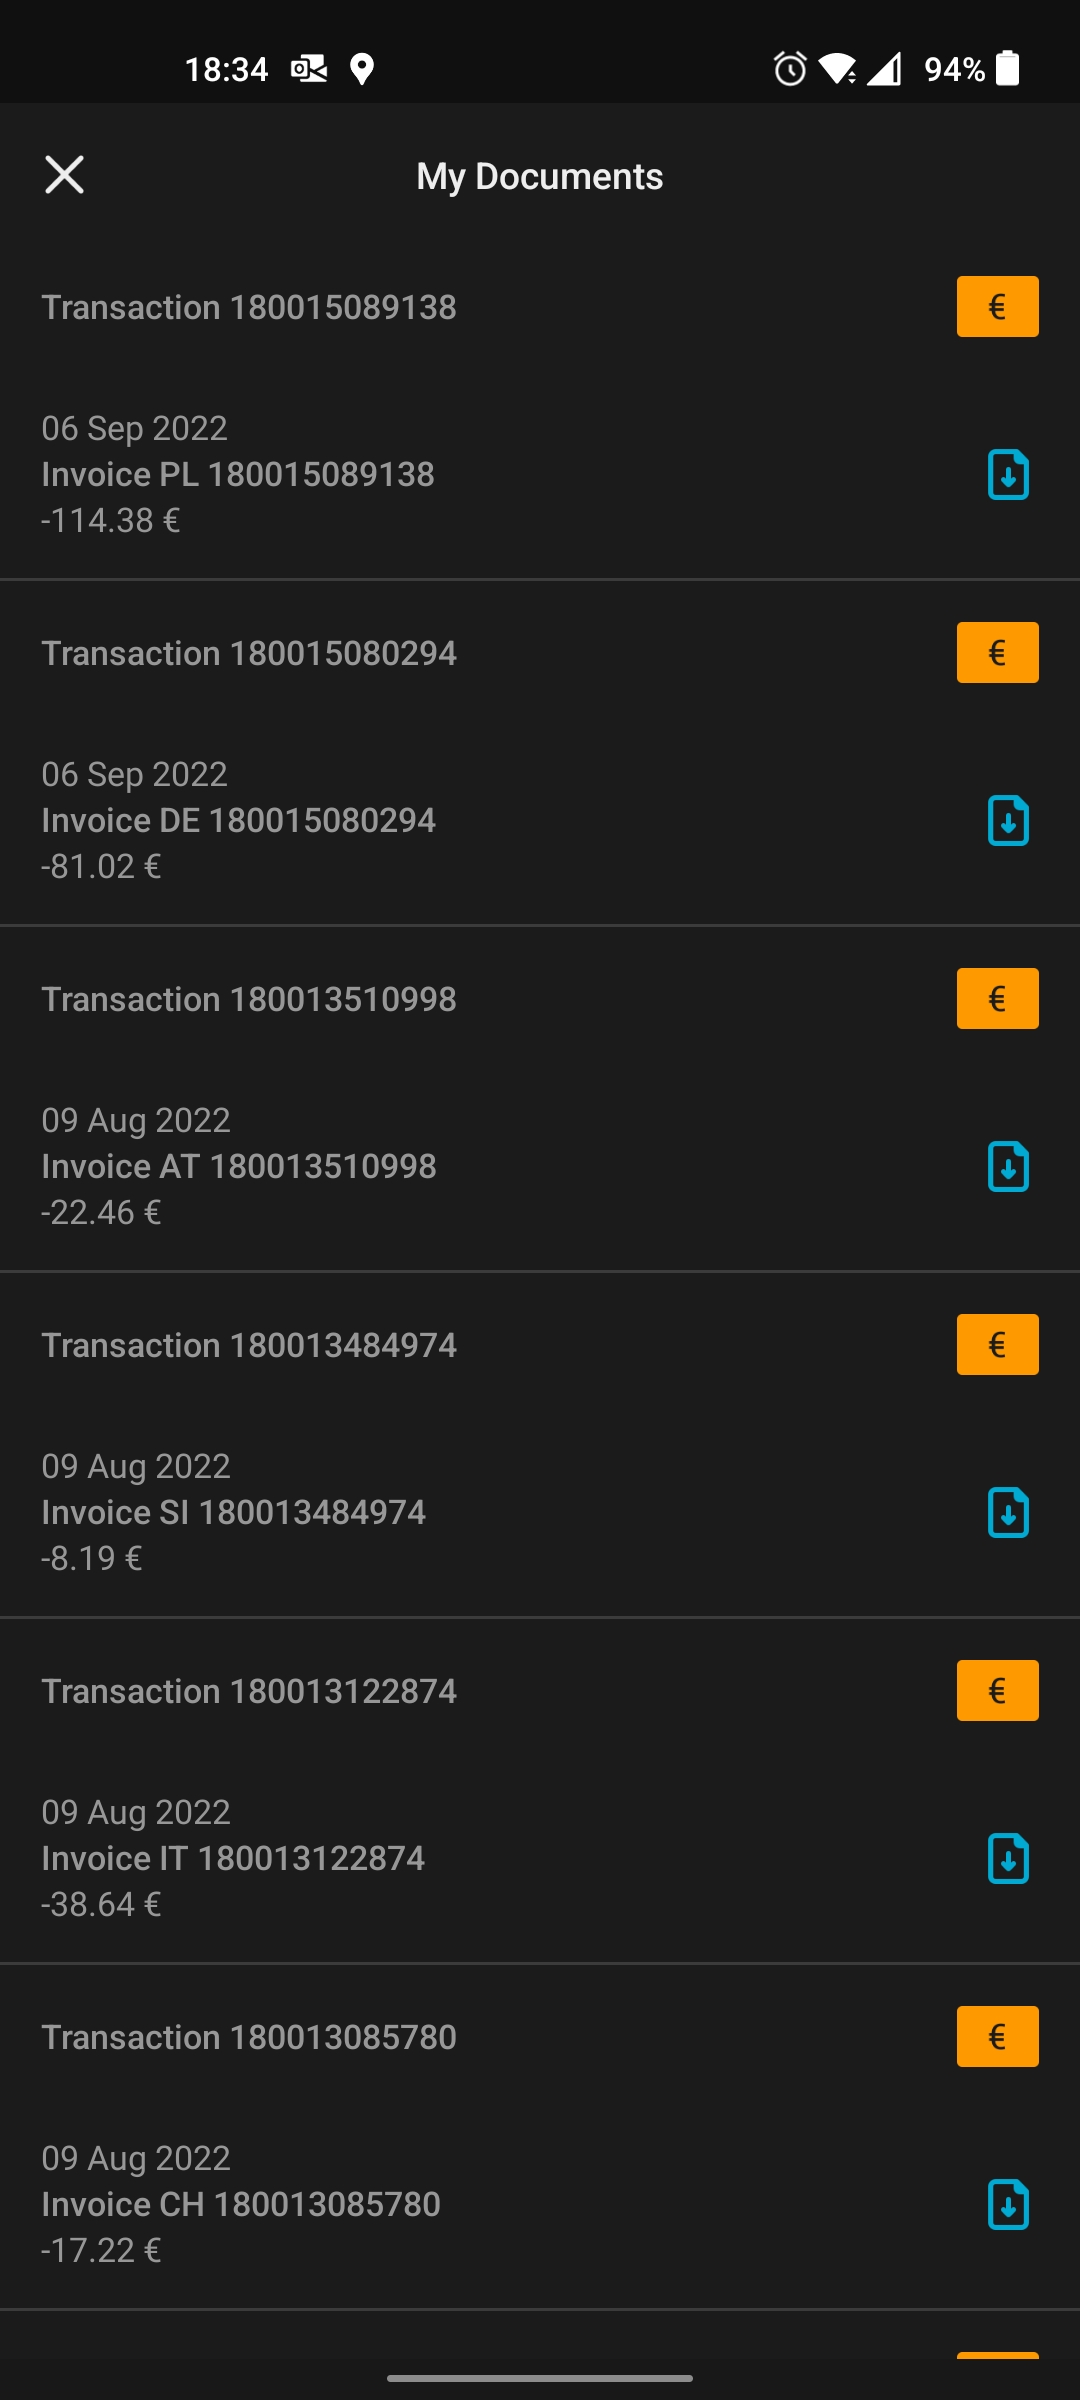 18:34
94%
My Documents
Transaction 180015089138
€
06 Sep 2022
Invoice PL 180015089138
-114.38 €
Transaction 180015080294
€
06 Sep 2022
Invoice DE 180015080294
-81.02 €
Transaction 180013510998
€
09 Aug 2022
Invoice AT 180013510998
-22.46 €
Transaction 180013484974
€
09 Aug 2022
Invoice SI 180013484974
-8.19 €
Transaction 180013122874
€
09 Aug 2022
Invoice IT 180013122874
-38.64 €
Transaction 180013085780
€
09 Aug 2022
Invoice CH 180013085780
-17.22 €